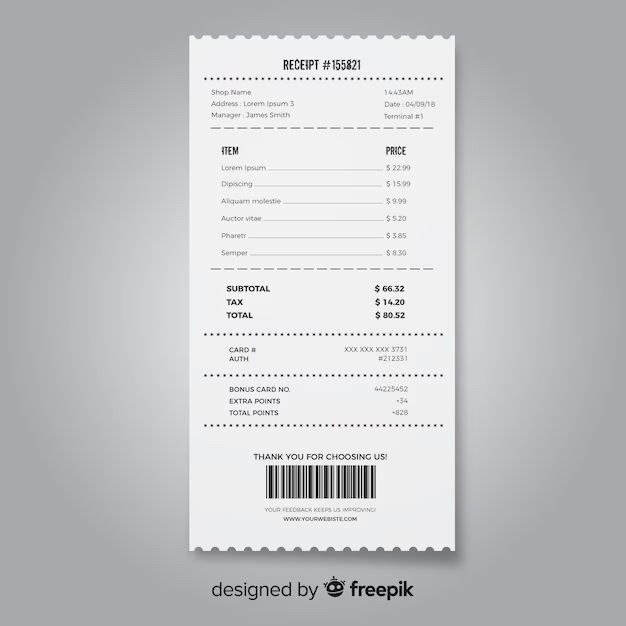 RECEIPT #155821
Shop Name 14:43AM
Address : Lorem Ipsum 3 Date : 04/09/18
Manager : James Smith Terminal #1
ITEM PRICE
Lorem Ipsum $ 22.99
Dipiscing $ 15.99
Aliquam molestie $ 9.99
Auctor vitae $ 5.20
Pharetr $ 3.85
Semper $ 8.30
SUBTOTAL $ 66.32
TAX $ 14.20
TOTAL $ 80.52
CARD # XXX XXX XXX 3731
AUTH #212331
BONUS CARD NO. 44225452
EXTRA POINTS +34
TOTAL POINTS +828
THANK YOU FOR CHOOSING US!
YOUR FEEDBACK KEEPS US IMPROVING!
WWW.YOURWEBISTE.COM
designed by freepik